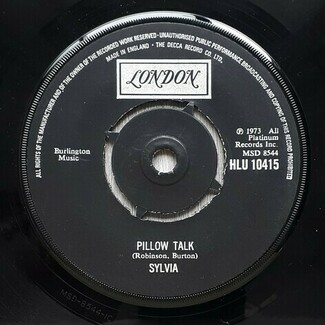 ALL RIGHTS OF THE MANUFACTURER AND OF THE OWNER OF THE RECORDED WORK RESERVED·UNAUTHORISED PUBLIC PERFORMANCE BROADCASTING AND COPYING OF THIS RECORD PROHIBITED
MADE IN ENGLAND · THE DECCA RECORD CO. LTD.
LONDON
Burlington
Music
℗ 1973 All
Platinum
Records Inc.
MSD 8544
HLU 10415
PILLOW TALK
(Robinson, Burton)
SYLVIA